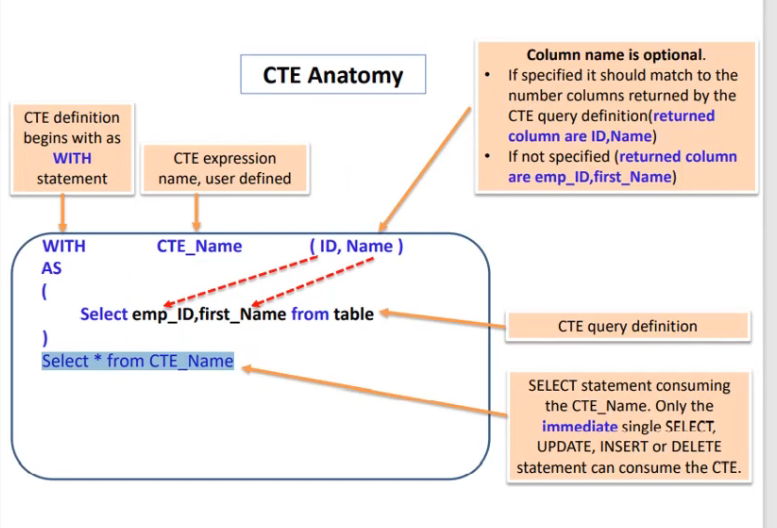 CTE Anatomy
Column name is optional.
• If specified it should match to the
number columns returned by the
CTE query definition(returned
column are ID,Name)
• If not specified (returned column
are emp_ID,first_Name)
CTE definition
begins with as
WITH
statement
CTE expression
name, user defined
WITH CTE_Name ( ID, Name )
AS
(
Select emp_ID,first_Name from table
)
Select * from CTE_Name
CTE query definition
SELECT statement consuming
the CTE_Name. Only the
immediate single SELECT,
UPDATE, INSERT or DELETE
statement can consume the CTE.